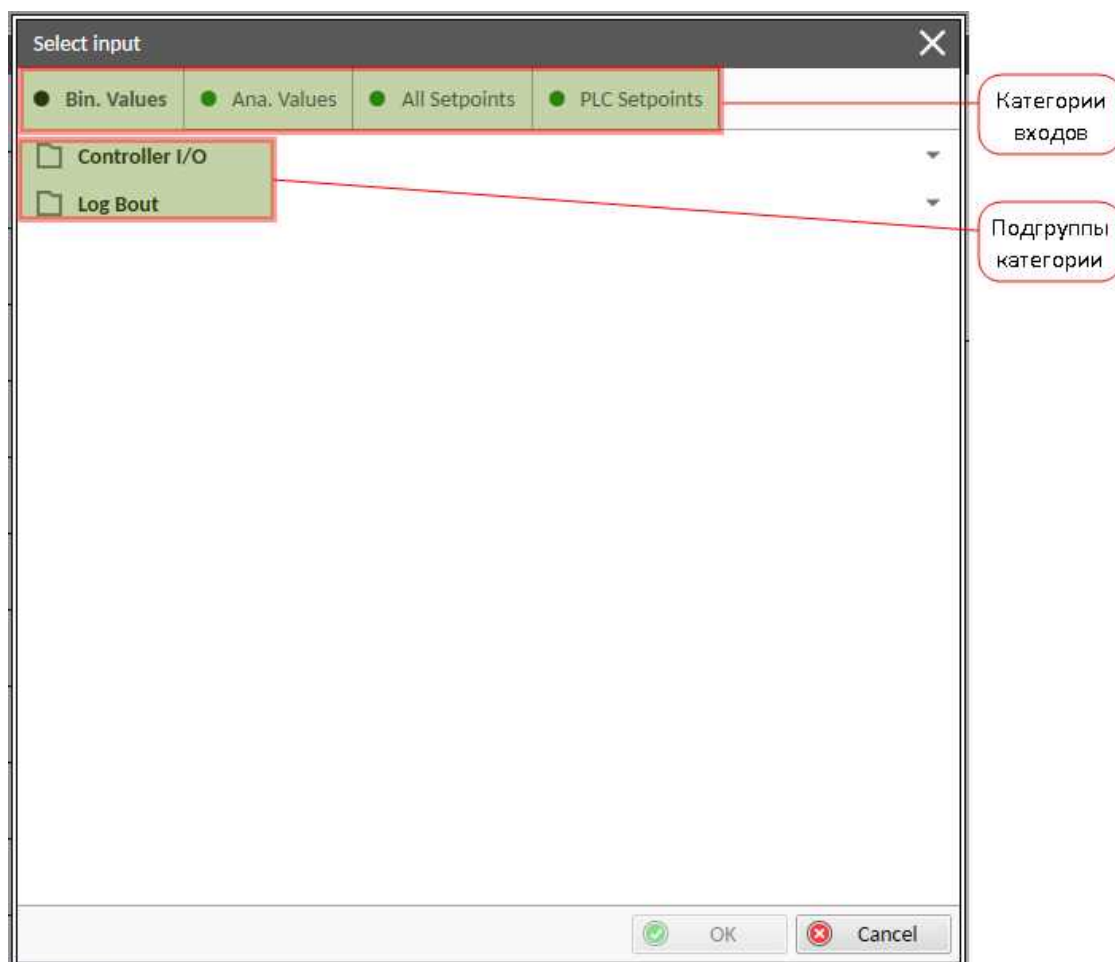 Select input
Bin. Values Ana. Values All Setpoints PLC Setpoints
Категории
входов
Controller I/O
Log Bout
Подгруппы
категории
OK Cancel